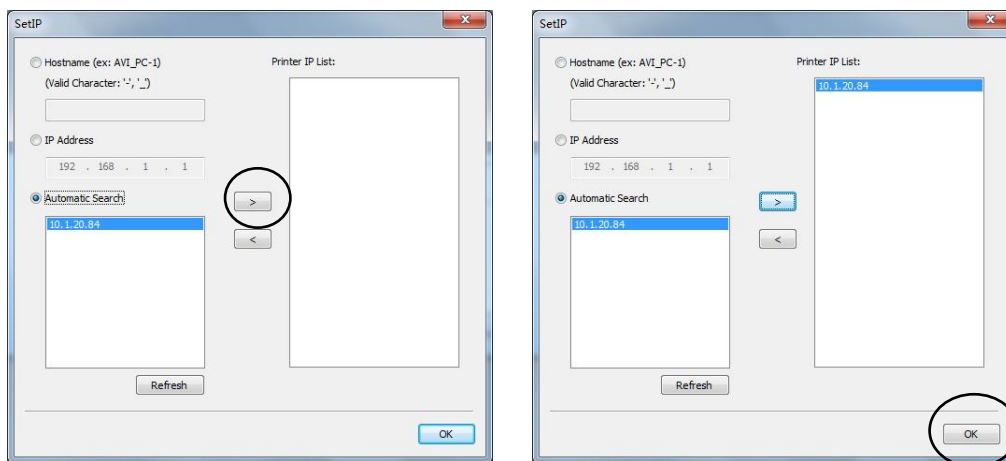 SetIP
Hostname (ex: AVI_PC-1)
(Valid Character: '-', '_')
IP Address
192 . 168 . 1 . 1
Automatic Search
10.1.20.84
Refresh
>
<
Printer IP List:
OK
SetIP
Hostname (ex: AVI_PC-1)
(Valid Character: '-', '_')
IP Address
192 . 168 . 1 . 1
Automatic Search
10.1.20.84
Refresh
>
<
Printer IP List:
10.1.20.84
OK